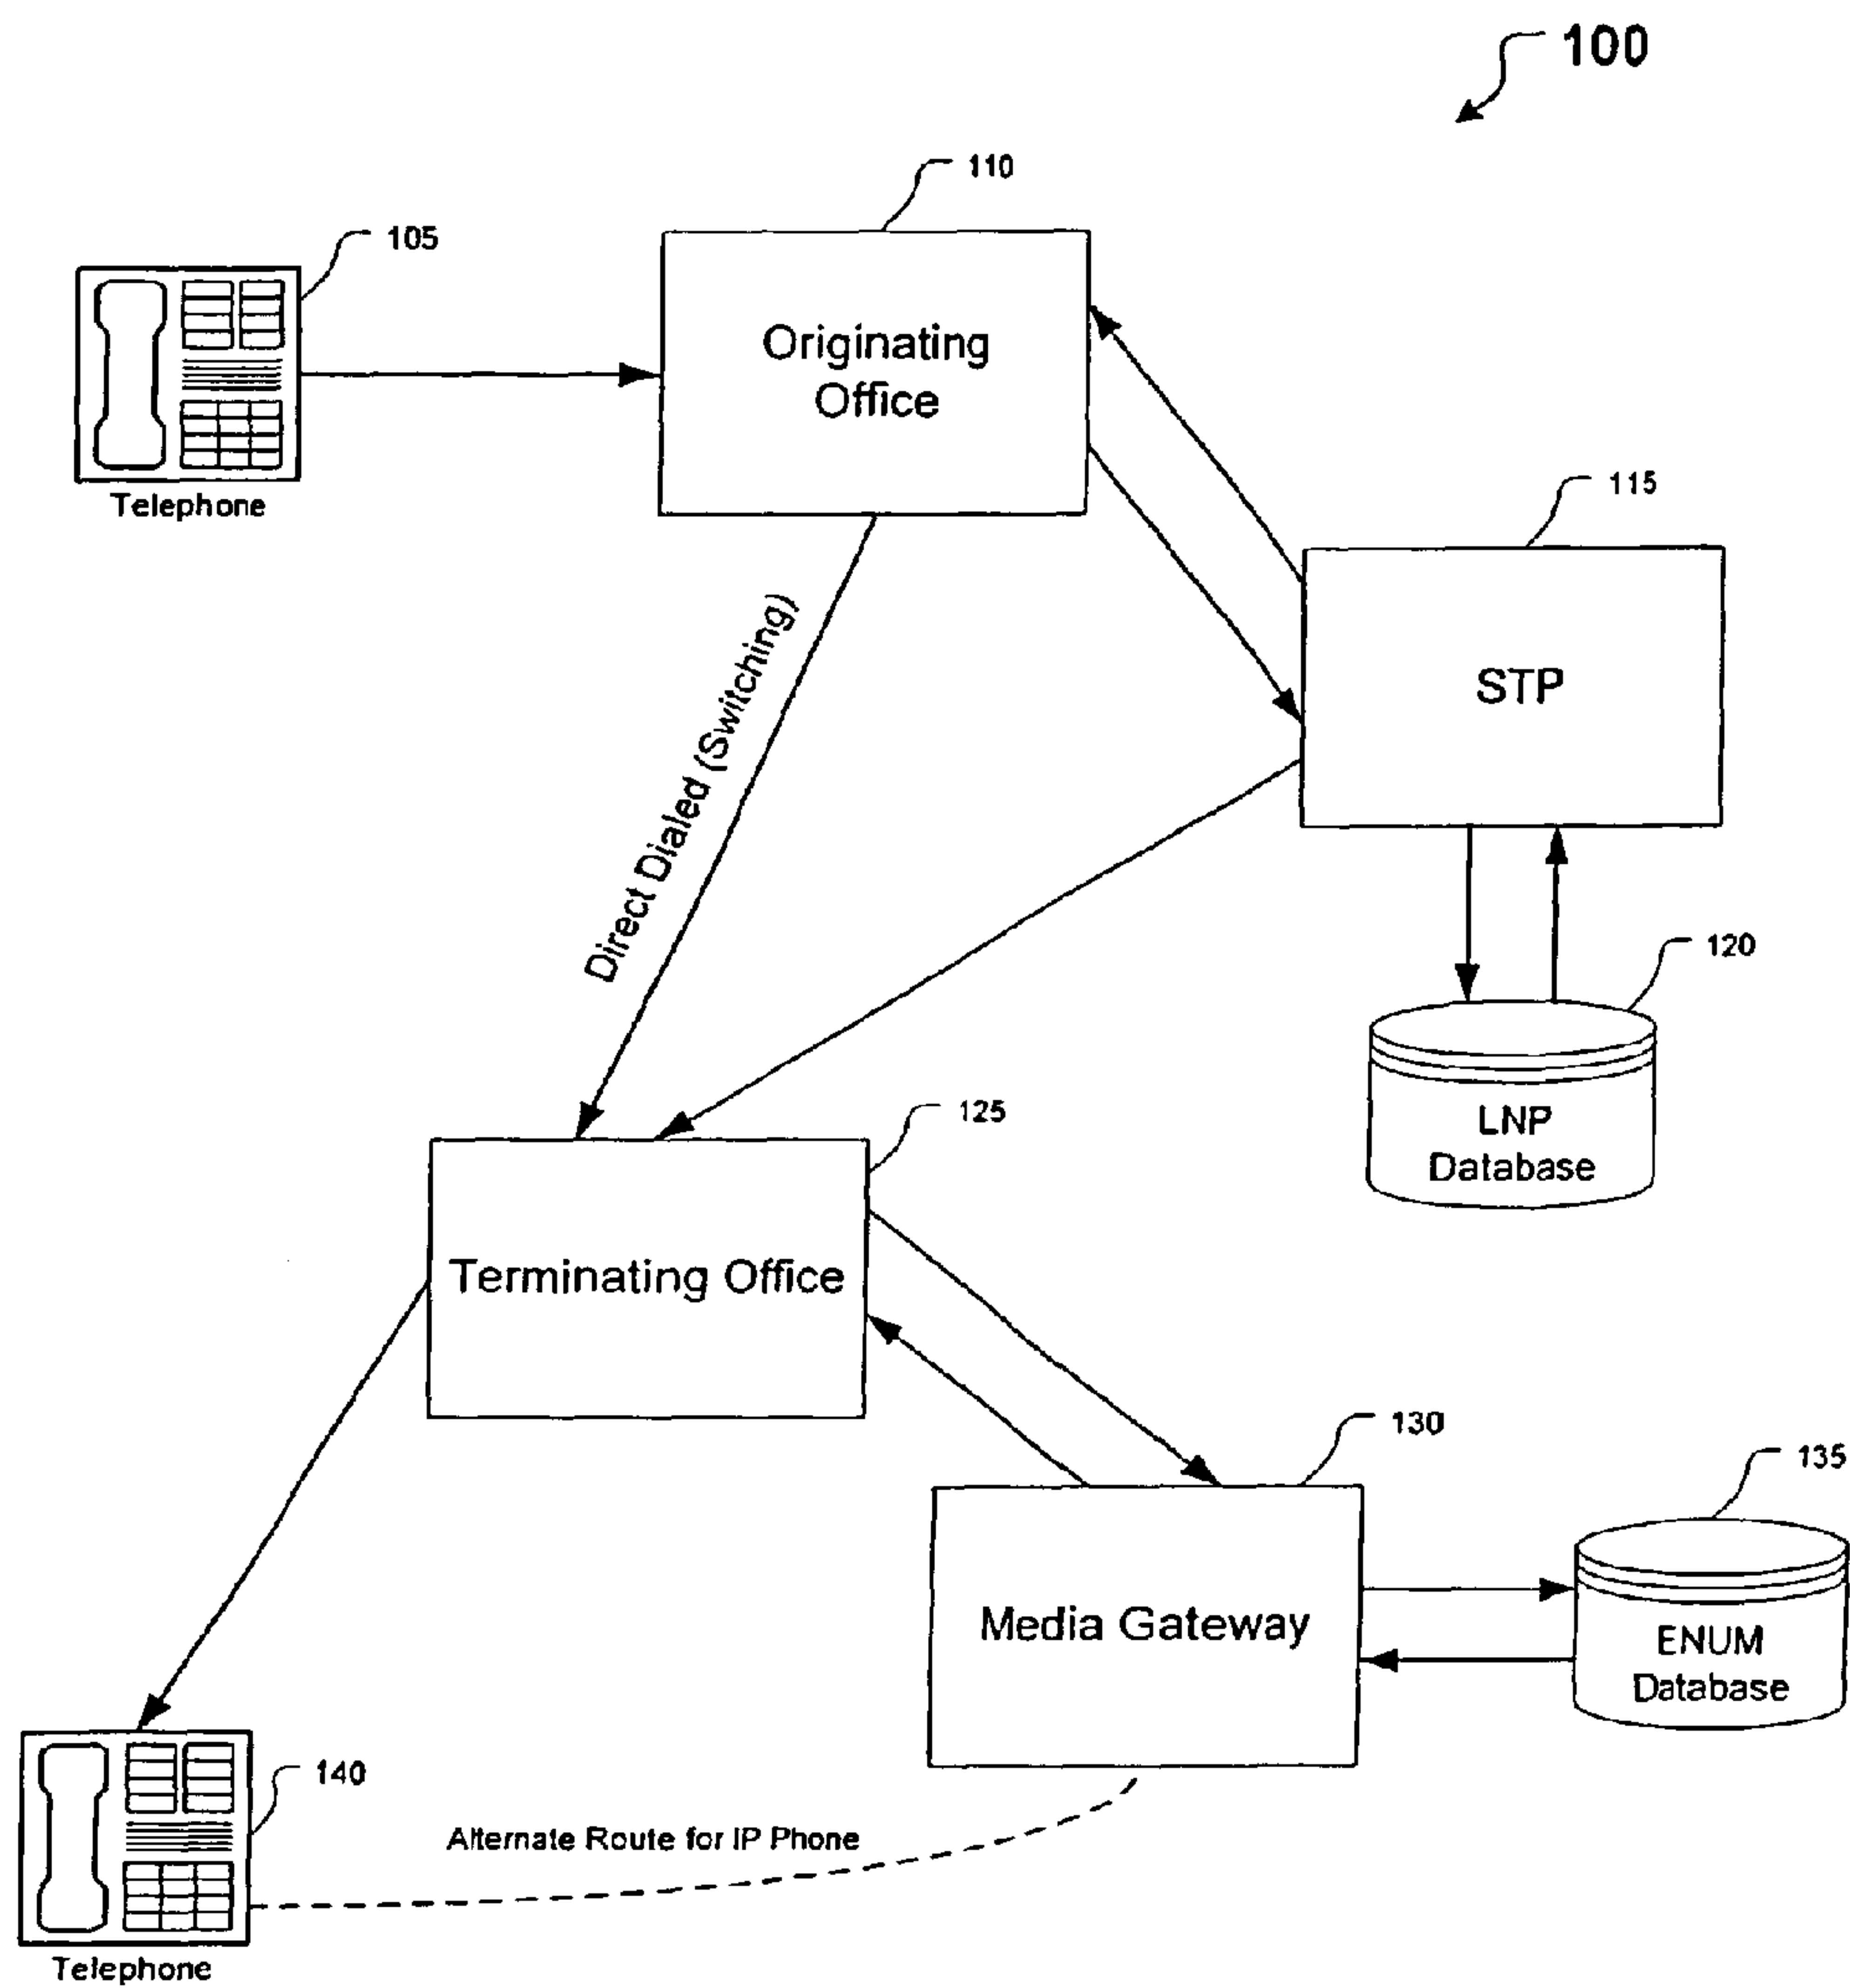 100
110
105
Originating
Office
Telephone
115
STP
Direct Dialed (Switching)
120
LNP
Database
125
Terminating Office
130
135
Media Gateway
ENUM
Database
140
Alternate Route for IP Phone
Telephone